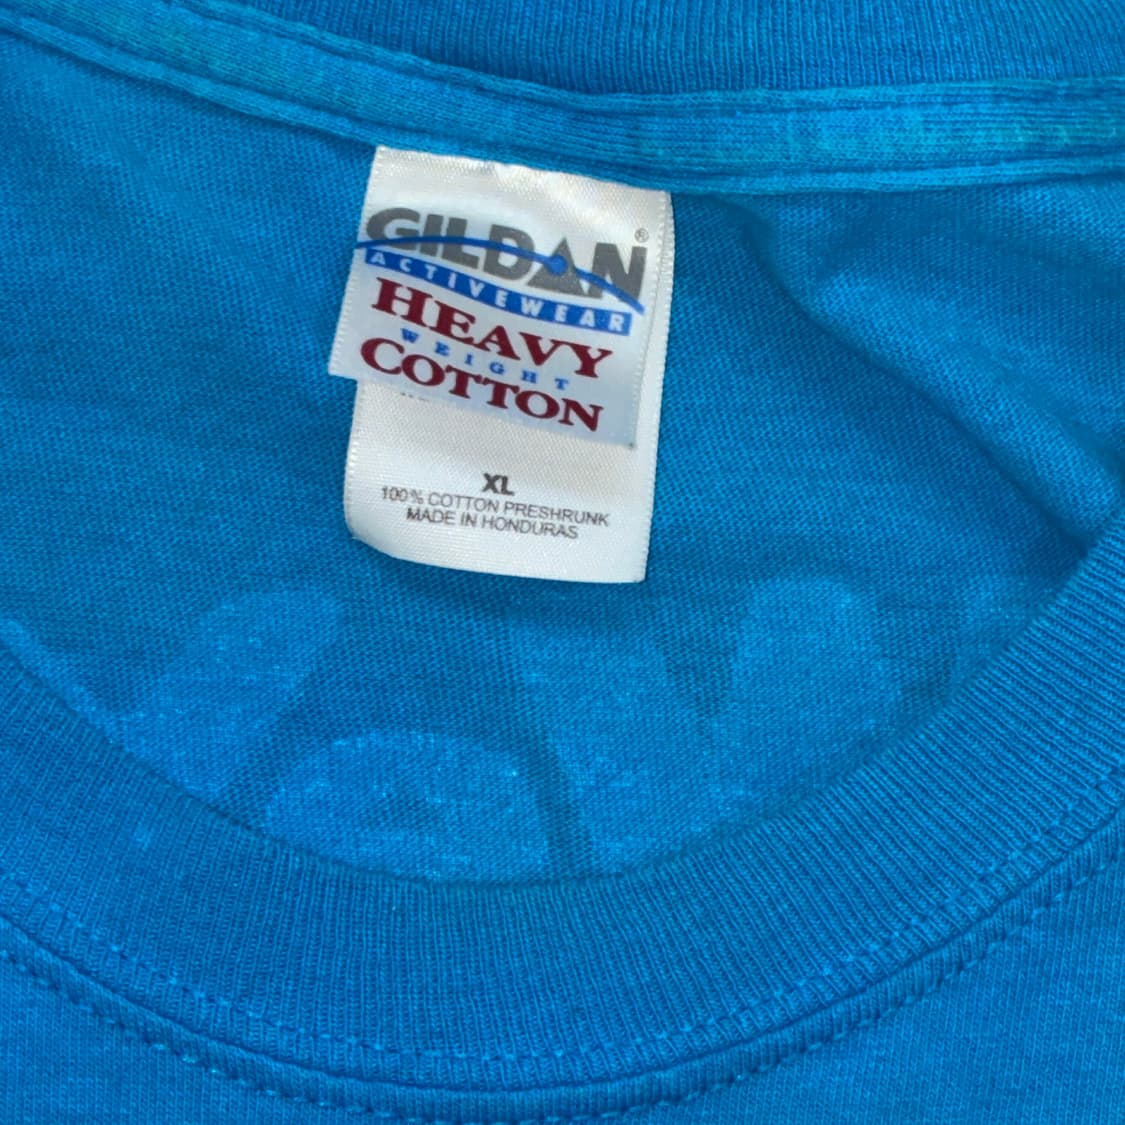 GILDAN®
ACTIVEWEAR
HEAVY
WEIGHT
COTTON
XL
100% COTTON PRESHRUNK
MADE IN HONDURAS